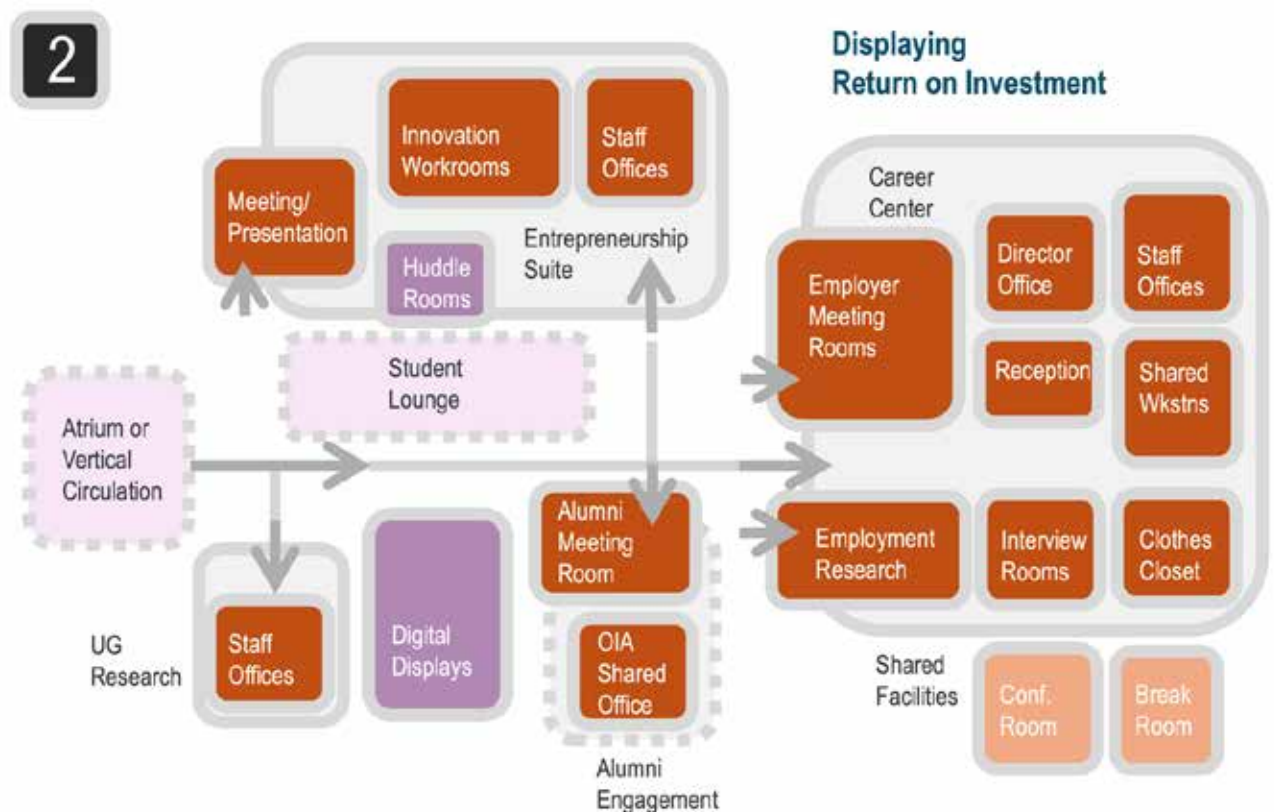 2
Displaying
Return on Investment
Innovation
Workrooms
Staff
Offices
Meeting/
Presentation
Huddle
Rooms
Entrepreneurship
Suite
Career
Center
Employer
Meeting
Rooms
Director
Office
Staff
Offices
Reception
Shared
Wkstns
Student
Lounge
Atrium or
Vertical
Circulation
Alumni
Meeting
Room
Employment
Research
Interview
Rooms
Clothes
Closet
UG
Research
Staff
Offices
Digital
Displays
OIA
Shared
Office
Shared
Facilities
Conf.
Room
Break
Room
Alumni
Engagement